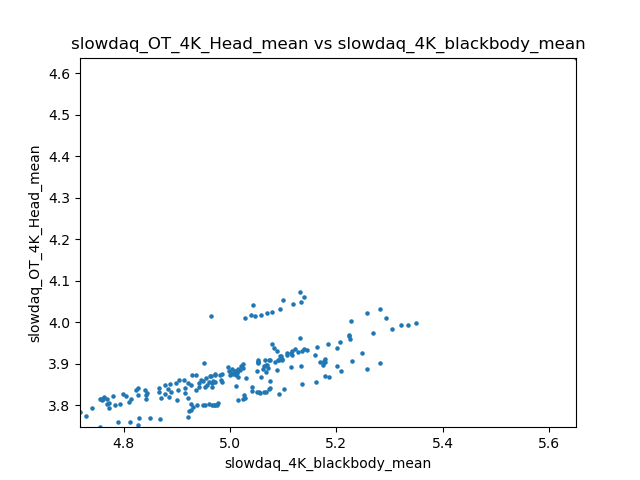 slowdaq_OT_4K_Head_mean vs slowdaq_4K_blackbody_mean
slowdaq_OT_4K_Head_mean
4.6
4.5
4.4
4.3
4.2
4.1
4.0
3.9
3.8
4.8 5.0 5.2 5.4 5.6
slowdaq_4K_blackbody_mean